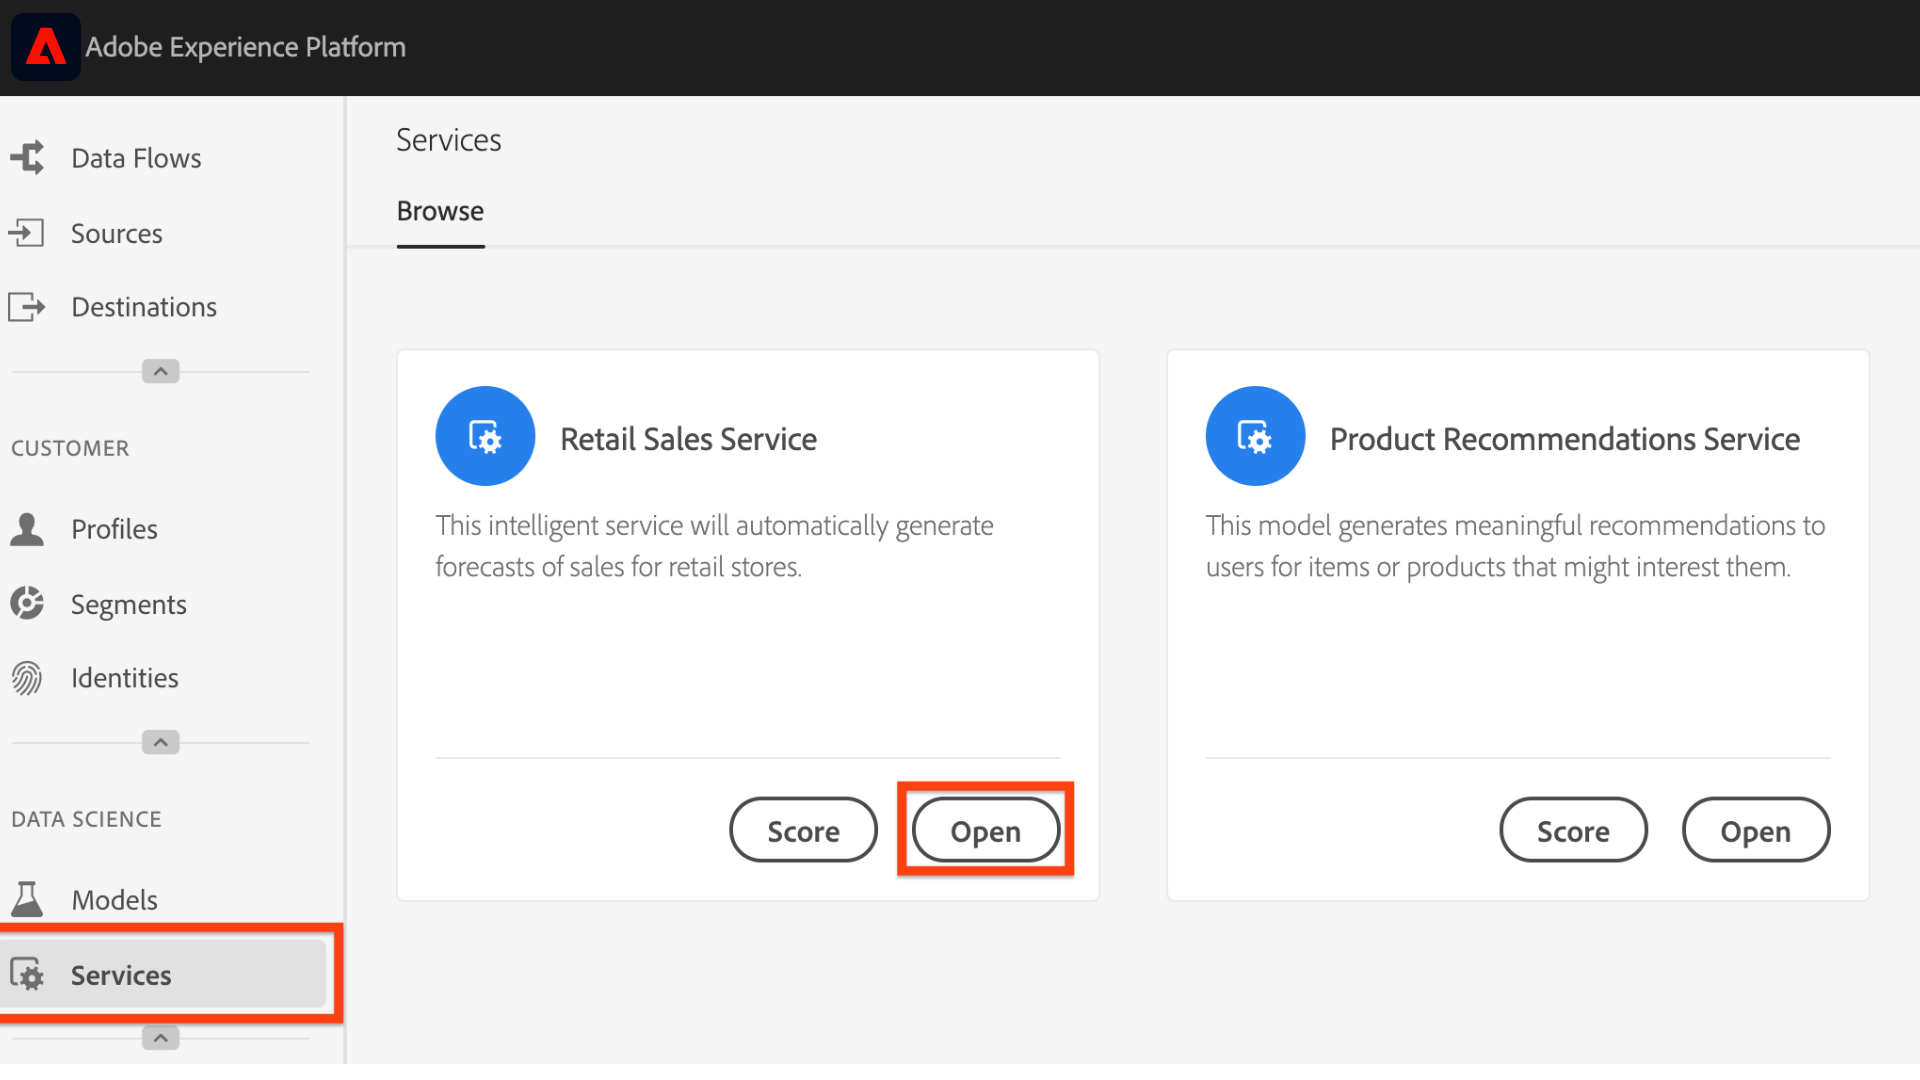 Adobe Experience Platform
Data Flows
Sources
Destinations
CUSTOMER
Profiles
Segments
Identities
DATA SCIENCE
Models
Services
Services
Browse
Retail Sales Service
This intelligent service will automatically generate
forecasts of sales for retail stores.
Score
Open
Product Recommendations Service
This model generates meaningful recommendations to
users for items or products that might interest them.
Score
Open